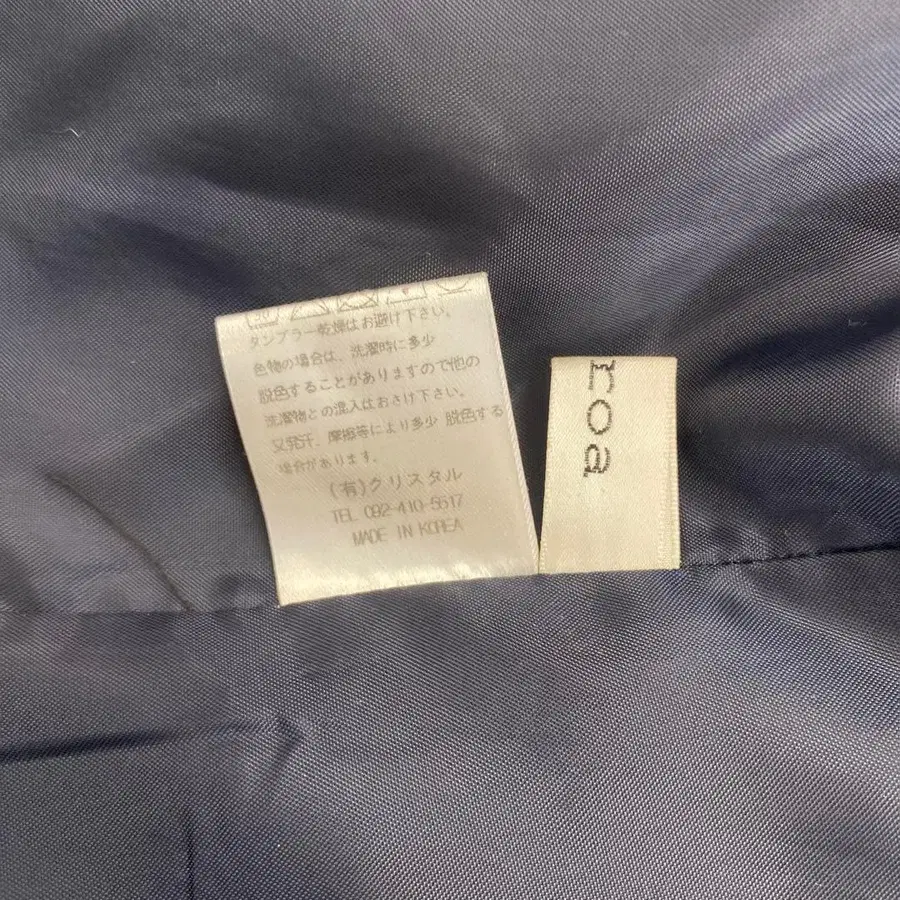 タンブラー乾燥はお避け下さい。
色物の場合は、洗濯時に多少
脱色することがありますので他の
洗濯物との混入はおさけ下さい。
又発汗、摩擦等により多少 脱色する
場合があります。
(有)クリスタル
TEL 092-410-5517
MADE IN KOREA
roa